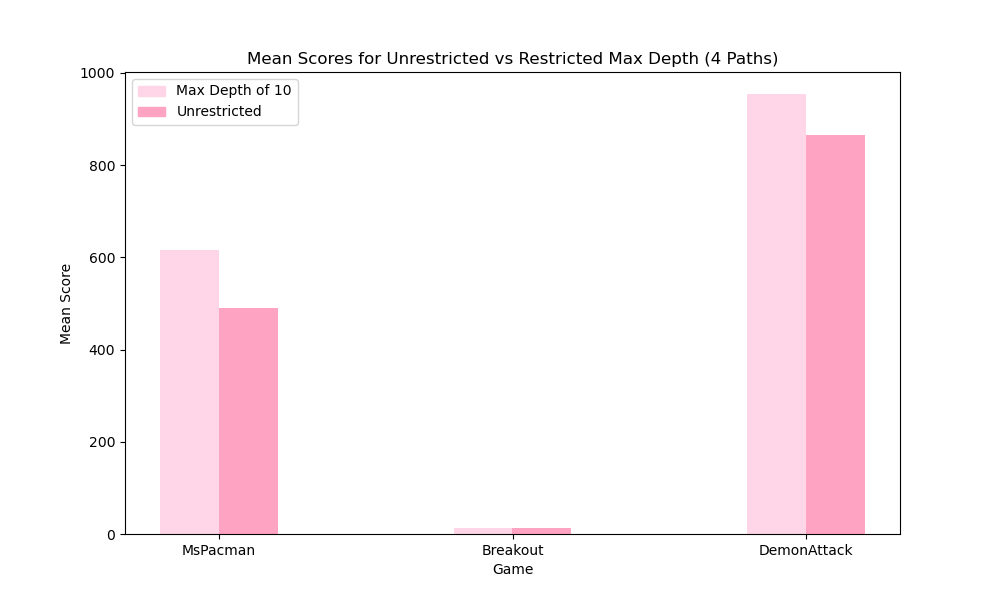 Mean Scores for Unrestricted vs Restricted Max Depth (4 Paths)
1000
800
600
400
200
0
Mean Score
Max Depth of 10
Unrestricted
MsPacman
Breakout
DemonAttack
Game